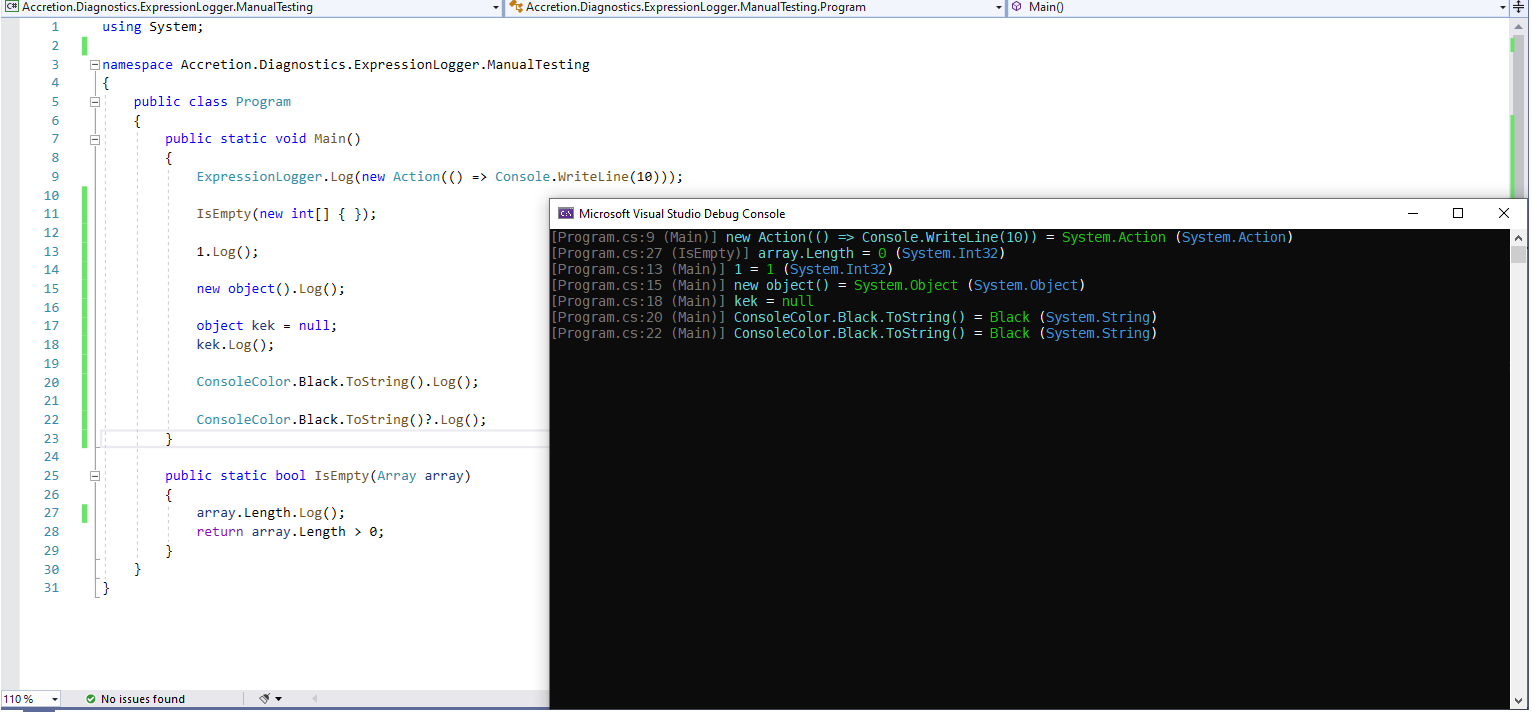 C# Accretion.Diagnostics.ExpressionLogger.ManualTesting Accretion.Diagnostics.ExpressionLogger.ManualTesting.Program Main()
1 using System;
2
3 namespace Accretion.Diagnostics.ExpressionLogger.ManualTesting
4 {
5 public class Program
6 {
7 public static void Main()
8 {
9 ExpressionLogger.Log(new Action(() => Console.WriteLine(10)));
10
11 IsEmpty(new int[] { });
12
13 1.Log();
14
15 new object().Log();
16
17 object kek = null;
18 kek.Log();
19
20 ConsoleColor.Black.ToString().Log();
21
22 ConsoleColor.Black.ToString()?.Log();
23 }
24
25 public static bool IsEmpty(Array array)
26 {
27 array.Length.Log();
28 return array.Length > 0;
29 }
30 }
31 }
110 % No issues found
C:\ Microsoft Visual Studio Debug Console
[Program.cs:9 (Main)] new Action(() => Console.WriteLine(10)) = System.Action (System.Action)
[Program.cs:27 (IsEmpty)] array.Length = 0 (System.Int32)
[Program.cs:13 (Main)] 1 = 1 (System.Int32)
[Program.cs:15 (Main)] new object() = System.Object (System.Object)
[Program.cs:18 (Main)] kek = null
[Program.cs:20 (Main)] ConsoleColor.Black.ToString() = Black (System.String)
[Program.cs:22 (Main)] ConsoleColor.Black.ToString() = Black (System.String)